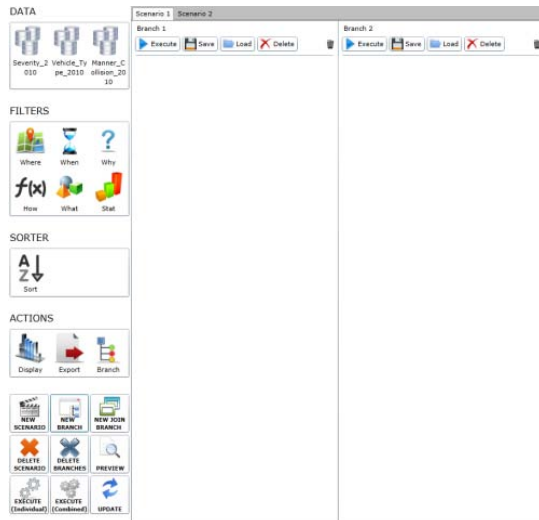 DATA
Seventy_2
010
Vehicle_Ty
pe_2010
Manner_C
ollision_20
10
FILTERS
Where When Why
f(x)
How What Stat
SORTER
A
Z
Sort
ACTIONS
Display Export Branch
NEW
SCENARIO
NEW
BRANCH
NEW JOIN
BRANCH
DELETE
SCENARIO
DELETE
BRANCHES
PREVIEW
EXECUTE
(Individual)
EXECUTE
(Combined)
UPDATE
Scenario 1 Scenario 2
Branch 1
Execute Save Load Delete
Branch 2
Execute Save Load Delete